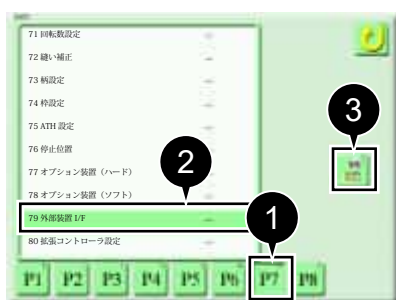 71 回転数設定
72 縫い補正
73 柄設定
74 枠設定
75 ATH 設定
76 停止位置
77 オプション装置（ハード）
78 オプション装置（ソフト）
79 外部装置 I/F
80 拡張コントローラ設定
3
2
1
P1 P2 P3 P4 P5 P6 P7 P8